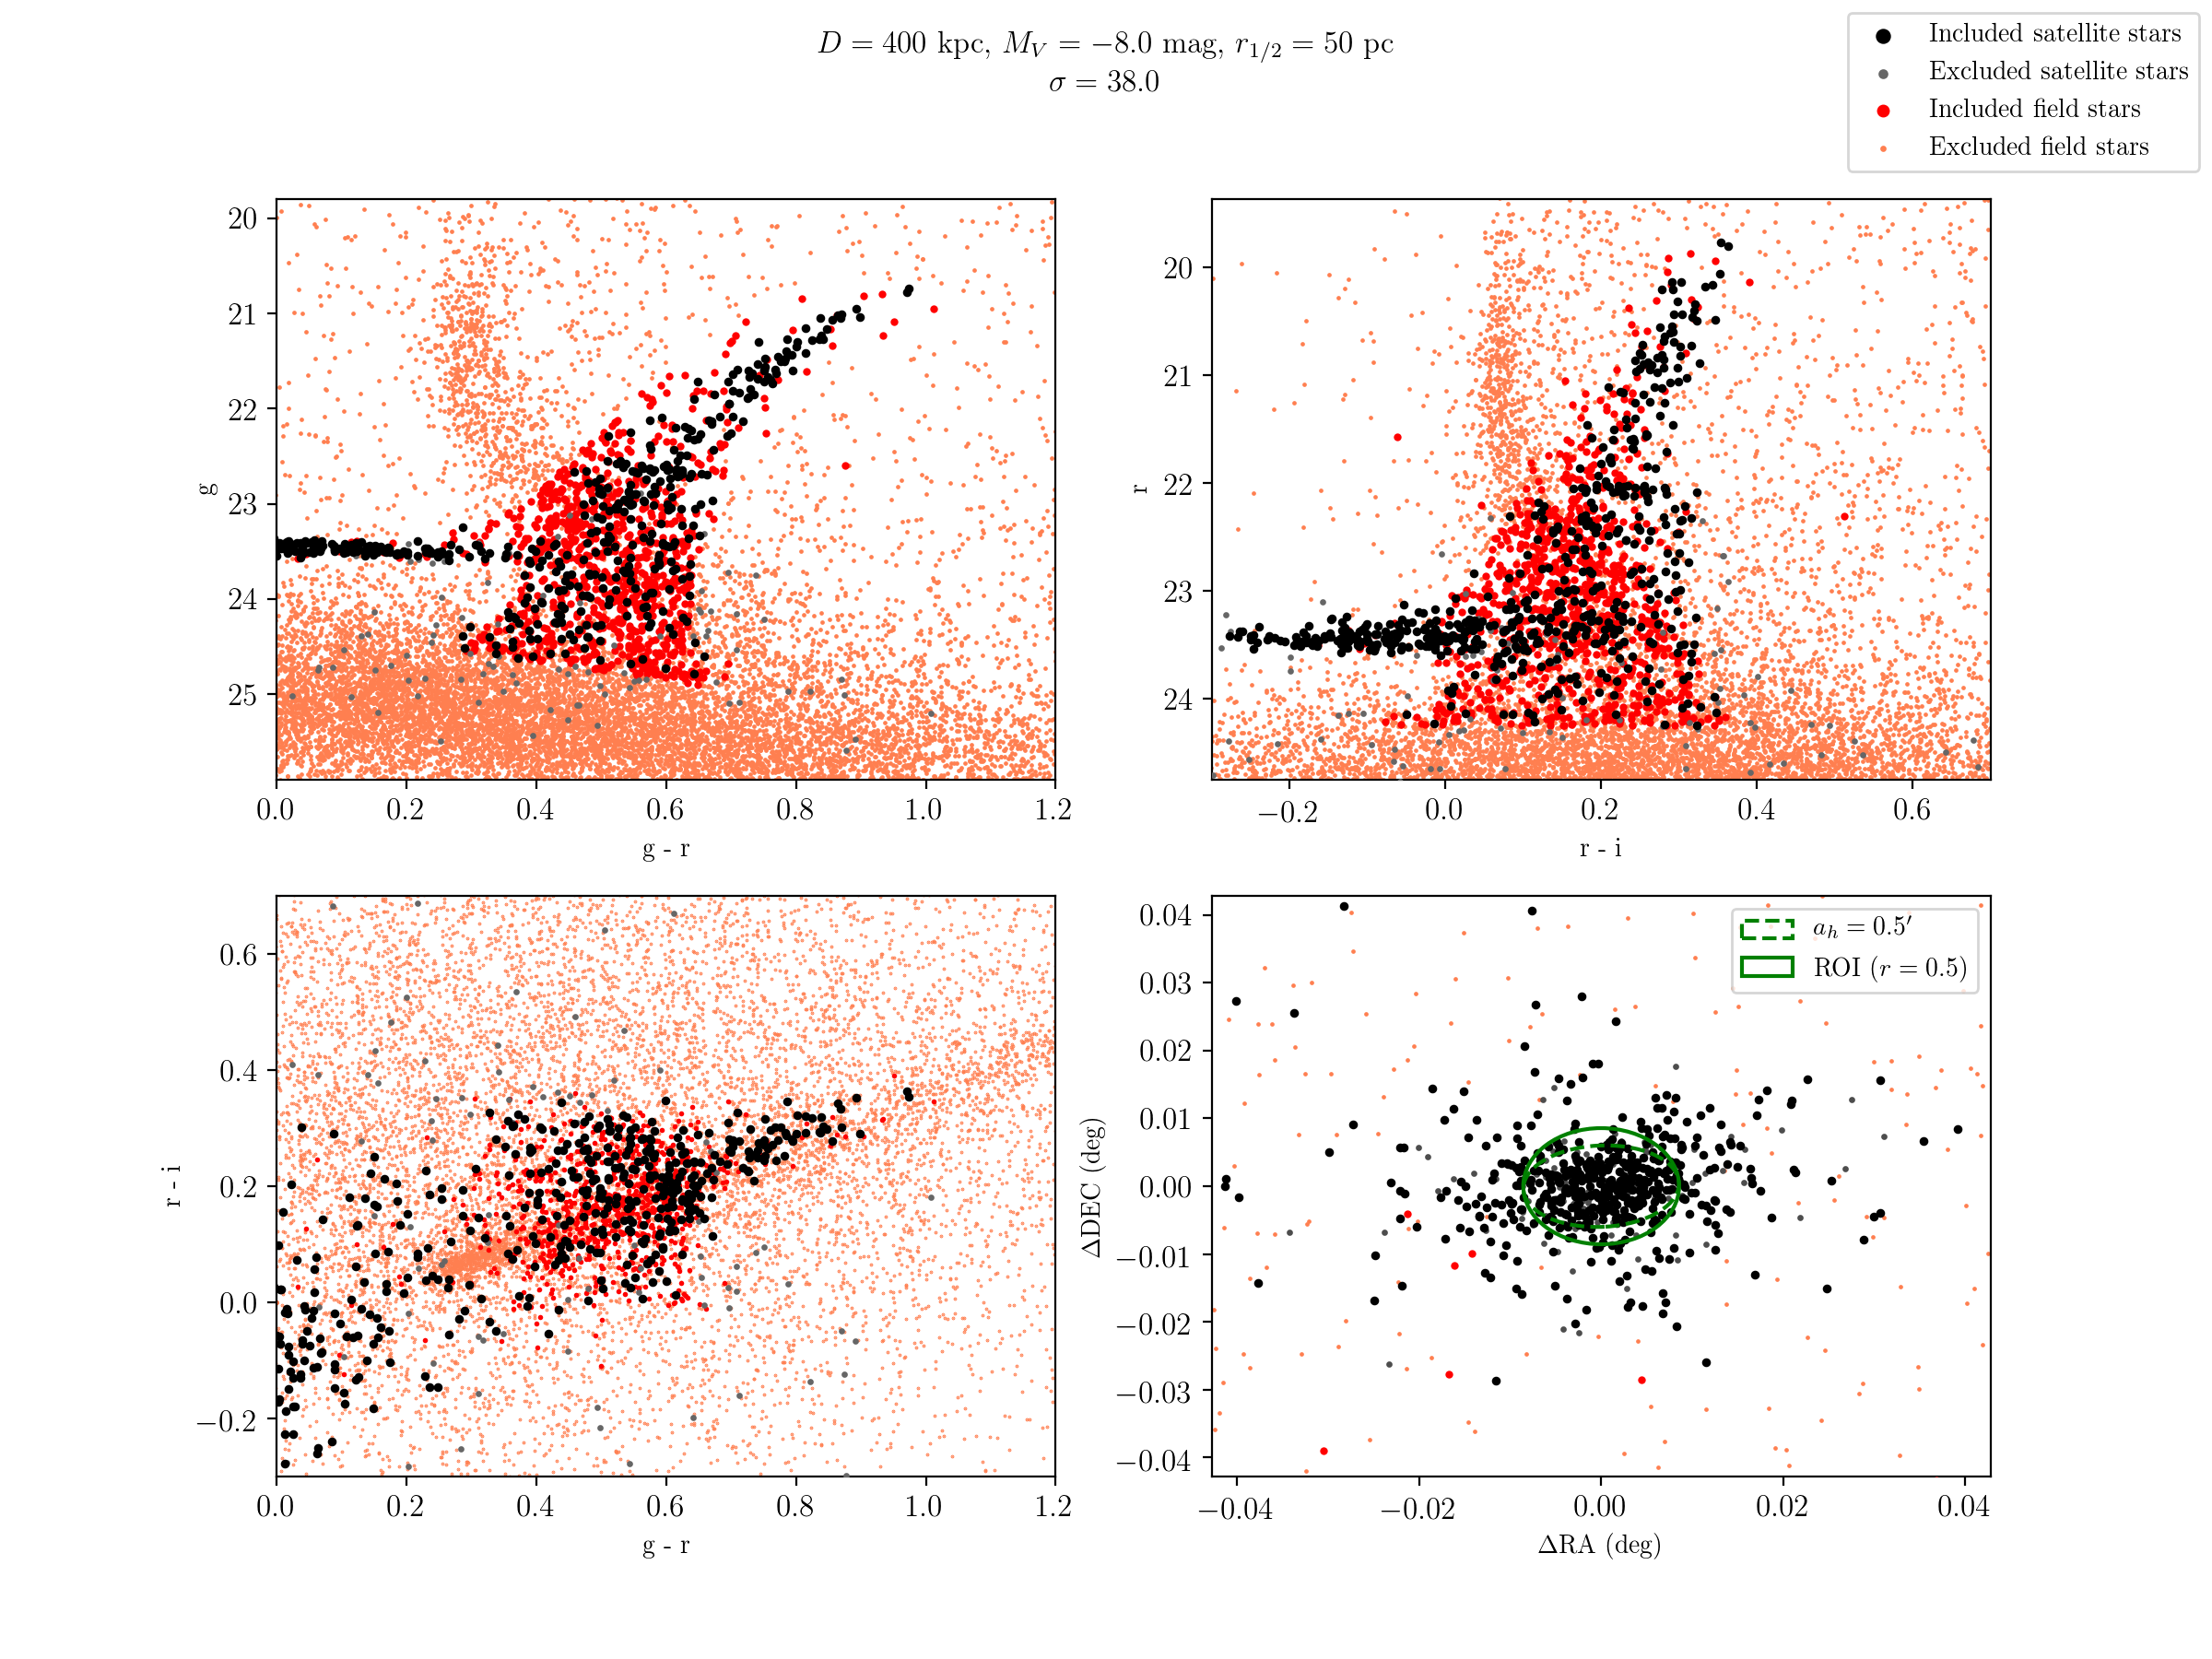 D = 400 kpc, M_V = −8.0 mag, r_{1/2} = 50 pc
σ = 38.0
Included satellite stars
Excluded satellite stars
Included field stars
Excluded field stars
20
21
22
23
24
25
g
0.0 0.2 0.4 0.6 0.8 1.0 1.2
g - r
20
21
22
23
24
r
−0.2 0.0 0.2 0.4 0.6
r - i
0.6
0.4
0.2
0.0
−0.2
r - i
0.0 0.2 0.4 0.6 0.8 1.0 1.2
g - r
a_h = 0.5′
ROI (r = 0.5)
0.04
0.03
0.02
0.01
0.00
−0.01
−0.02
−0.03
−0.04
ΔDEC (deg)
−0.04 −0.02 0.00 0.02 0.04
ΔRA (deg)